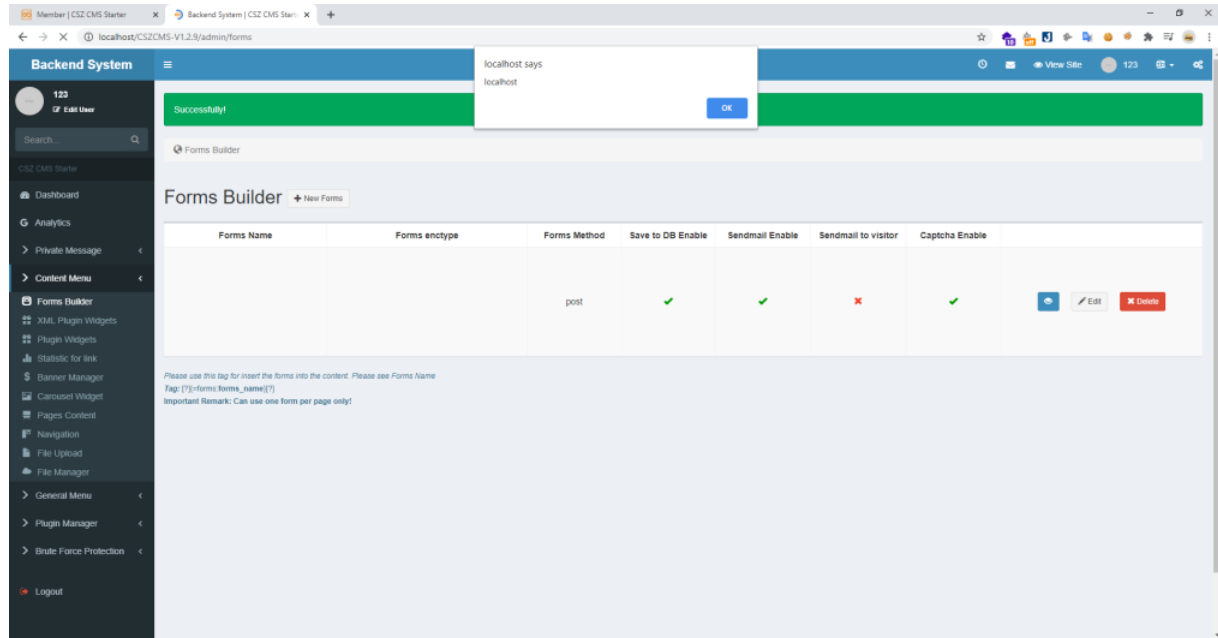 Member | CSZ CMS Starter
Backend System | CSZ CMS Start
localhost/CSZCMS-V1.2.9/admin/forms
Backend System
View Site
123
localhost says
localhost
OK
123
Edit User
Successfully!
Search...
Forms Builder
CSZ CMS Starter
Dashboard
Forms Builder
New Forms
Analytics
Forms Name Forms enctype Forms Method Save to DB Enable Sendmail Enable Sendmail to visitor Captcha Enable
Private Message
Content Menu
Forms Builder
post
Edit
Delete
XML Plugin Widgets
Plugin Widgets
Statistic for link
Banner Manager
Carousel Widget
Pages Content
Navigation
File Upload
File Manager
Please use this tag for insert the forms into the content. Please see Forms Name
Tag: [?]{=forms:forms_name}[?]
Important Remark: Can use one form per page only!
General Menu
Plugin Manager
Brute Force Protection
Logout